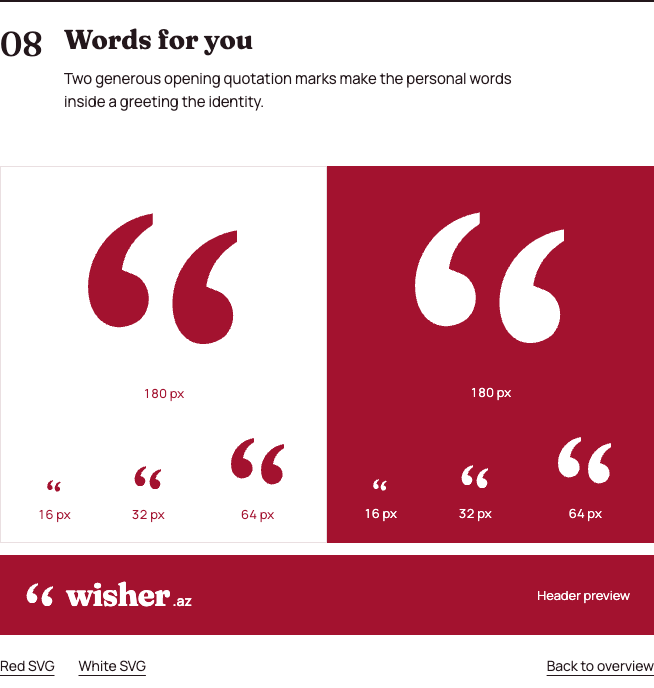 08 Words for you
Two generous opening quotation marks make the personal words
inside a greeting the identity.
180 px
180 px
16 px 32 px 64 px
16 px 32 px 64 px
“ wisher.az
Header preview
Red SVG White SVG Back to overview